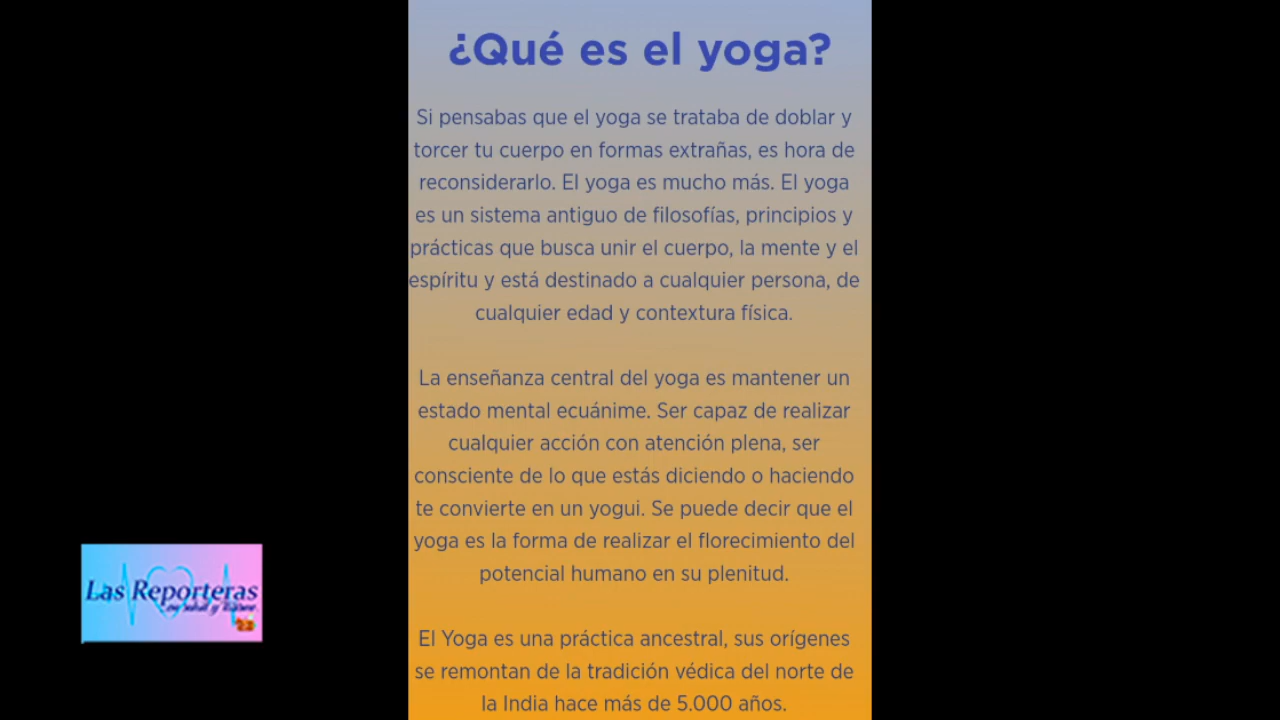 ¿Qué es el yoga?
Si pensabas que el yoga se trataba de doblar y
torcer tu cuerpo en formas extrañas, es hora de
reconsiderarlo. El yoga es mucho más. El yoga
es un sistema antiguo de filosofías, principios y
prácticas que busca unir el cuerpo, la mente y el
espíritu y está destinado a cualquier persona, de
cualquier edad y contextura física.
La enseñanza central del yoga es mantener un
estado mental ecuánime. Ser capaz de realizar
cualquier acción con atención plena, ser
consciente de lo que estás diciendo o haciendo
te convierte en un yogui. Se puede decir que el
yoga es la forma de realizar el florecimiento del
potencial humano en su plenitud.
El Yoga es una práctica ancestral, sus orígenes
se remontan de la tradición védica del norte de
la India hace más de 5.000 años.
Las Reporteras